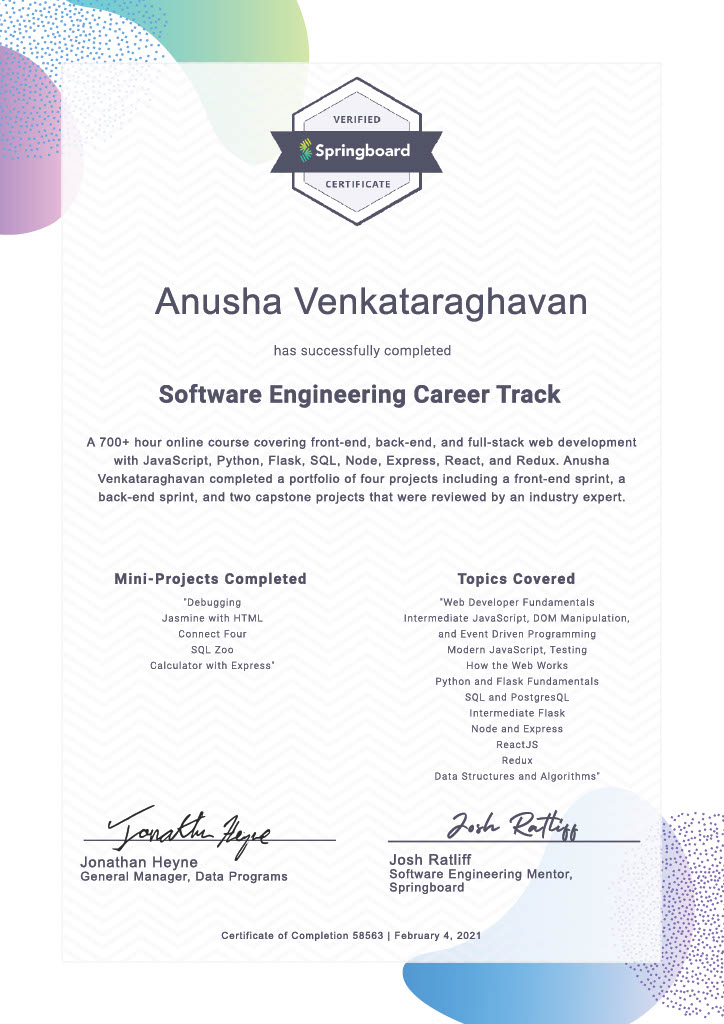 VERIFIED
Springboard
CERTIFICATE
Anusha Venkataraghavan
has successfully completed
Software Engineering Career Track
A 700+ hour online course covering front-end, back-end, and full-stack web development
with JavaScript, Python, Flask, SQL, Node, Express, React, and Redux. Anusha
Venkataraghavan completed a portfolio of four projects including a front-end sprint, a
back-end sprint, and two capstone projects that were reviewed by an industry expert.
Mini-Projects Completed
"Debugging
Jasmine with HTML
Connect Four
SQL Zoo
Calculator with Express"
Topics Covered
"Web Developer Fundamentals
Intermediate JavaScript, DOM Manipulation,
and Event Driven Programming
Modern JavaScript, Testing
How the Web Works
Python and Flask Fundamentals
SQL and PostgresQL
Intermediate Flask
Node and Express
ReactJS
Redux
Data Structures and Algorithms"
Jonathan Heyne
Jonathan Heyne
General Manager, Data Programs
Josh Ratliff
Josh Ratliff
Software Engineering Mentor,
Springboard
Certificate of Completion 58563 | February 4, 2021